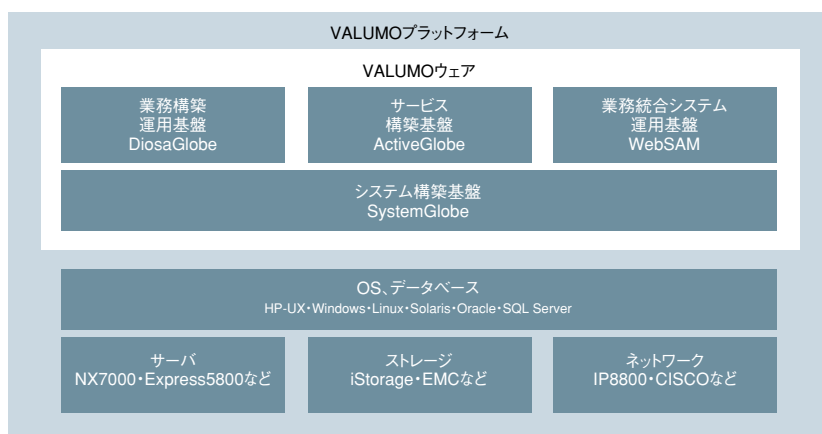 VALUMOプラットフォーム
VALUMOウェア
業務構築
運用基盤
DiosaGlobe
サービス
構築基盤
ActiveGlobe
業務統合システム
運用基盤
WebSAM
システム構築基盤
SystemGlobe
OS、データベース
HP-UX・Windows・Linux・Solaris・Oracle・SQL Server
サーバ
NX7000・Express5800など
ストレージ
iStorage・EMCなど
ネットワーク
IP8800・CISCOなど